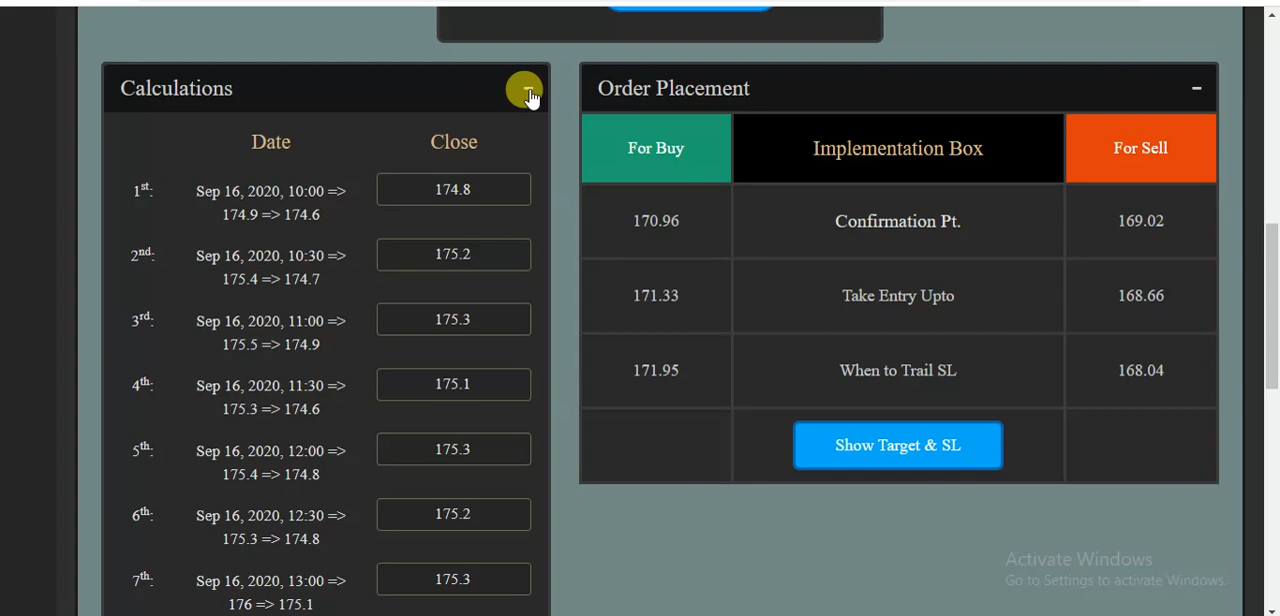 Calculations
Date Close
1st: Sep 16, 2020, 10:00 => 174.8
174.9 => 174.6
2nd: Sep 16, 2020, 10:30 => 175.2
175.4 => 174.7
3rd: Sep 16, 2020, 11:00 => 175.3
175.5 => 174.9
4th: Sep 16, 2020, 11:30 => 175.1
175.3 => 174.6
5th: Sep 16, 2020, 12:00 => 175.3
175.4 => 174.8
6th: Sep 16, 2020, 12:30 => 175.2
175.3 => 174.8
7th: Sep 16, 2020, 13:00 => 175.3
176 => 175.1
Order Placement
For Buy Implementation Box For Sell
170.96 Confirmation Pt. 169.02
171.33 Take Entry Upto 168.66
171.95 When to Trail SL 168.04
Show Target & SL
Activate Windows
Go to Settings to activate Windows.